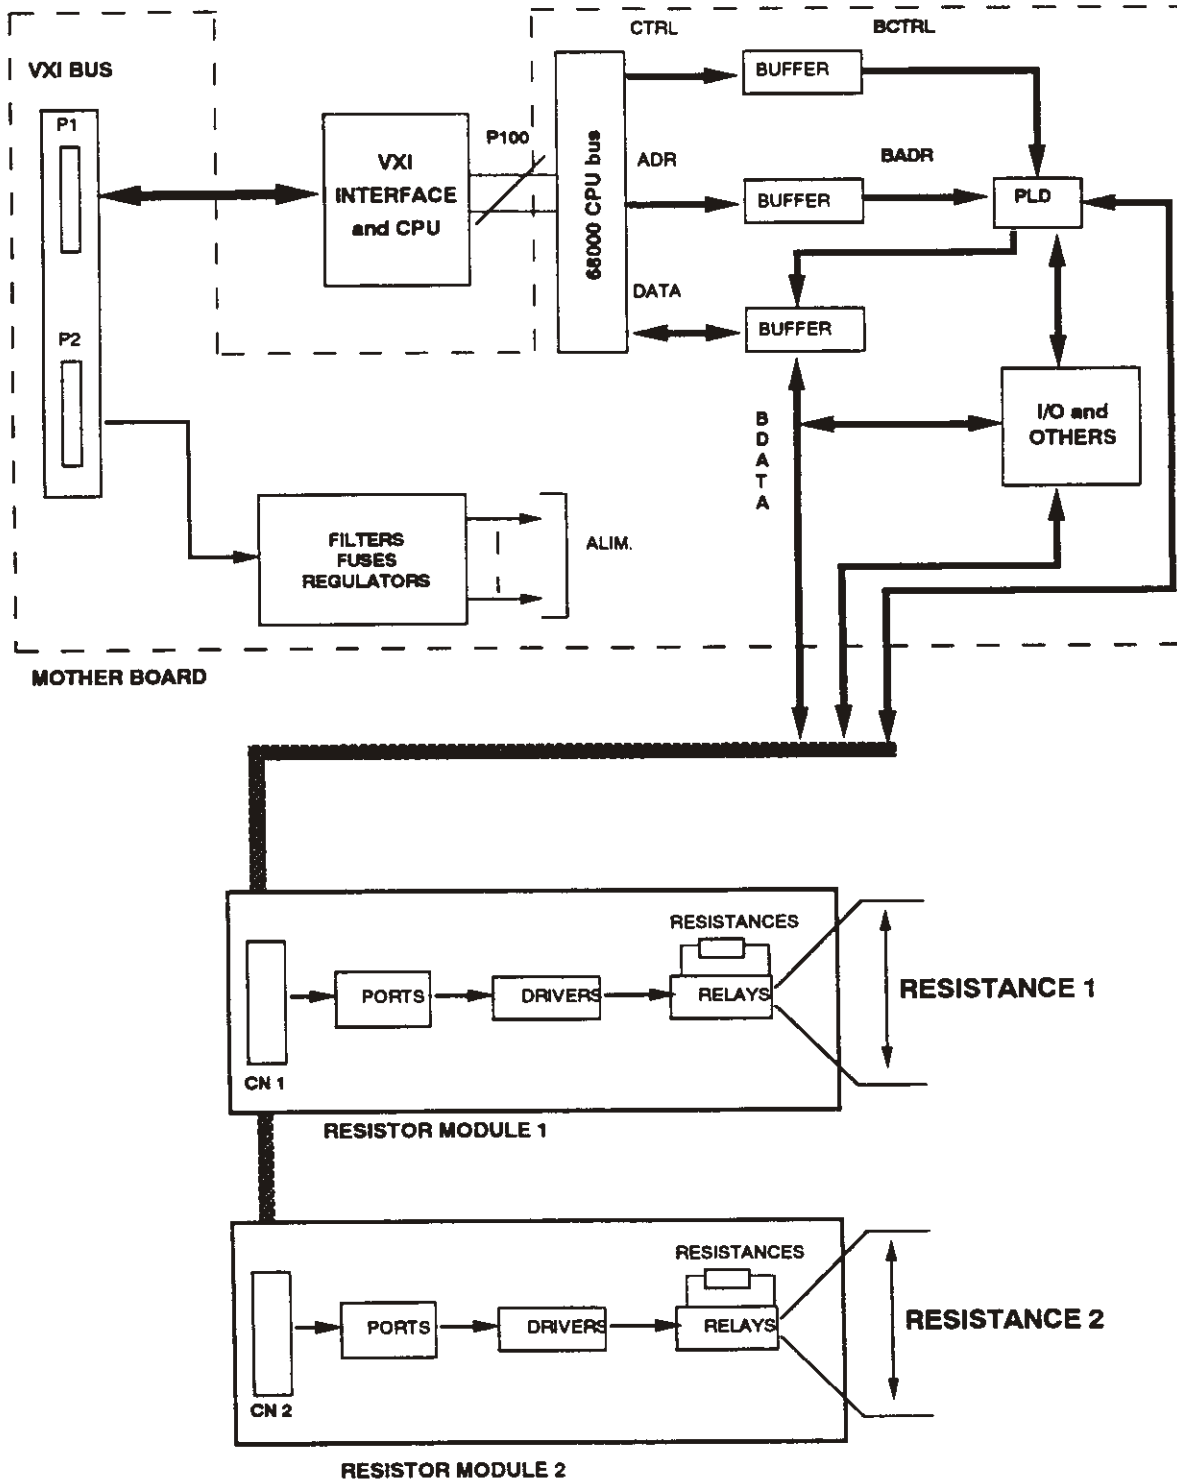 CTRL
BCTRL
VXI BUS
BUFFER
P1
P100
VXI
INTERFACE
and CPU
68000 CPU bus
ADR
BADR
BUFFER
PLD
DATA
BUFFER
P2
I/O and
OTHERS
BDATA
FILTERS
FUSES
REGULATORS
ALIM.
MOTHER BOARD
RESISTANCES
PORTS
DRIVERS
RELAYS
RESISTANCE 1
CN 1
RESISTOR MODULE 1
RESISTANCES
PORTS
DRIVERS
RELAYS
RESISTANCE 2
CN 2
RESISTOR MODULE 2